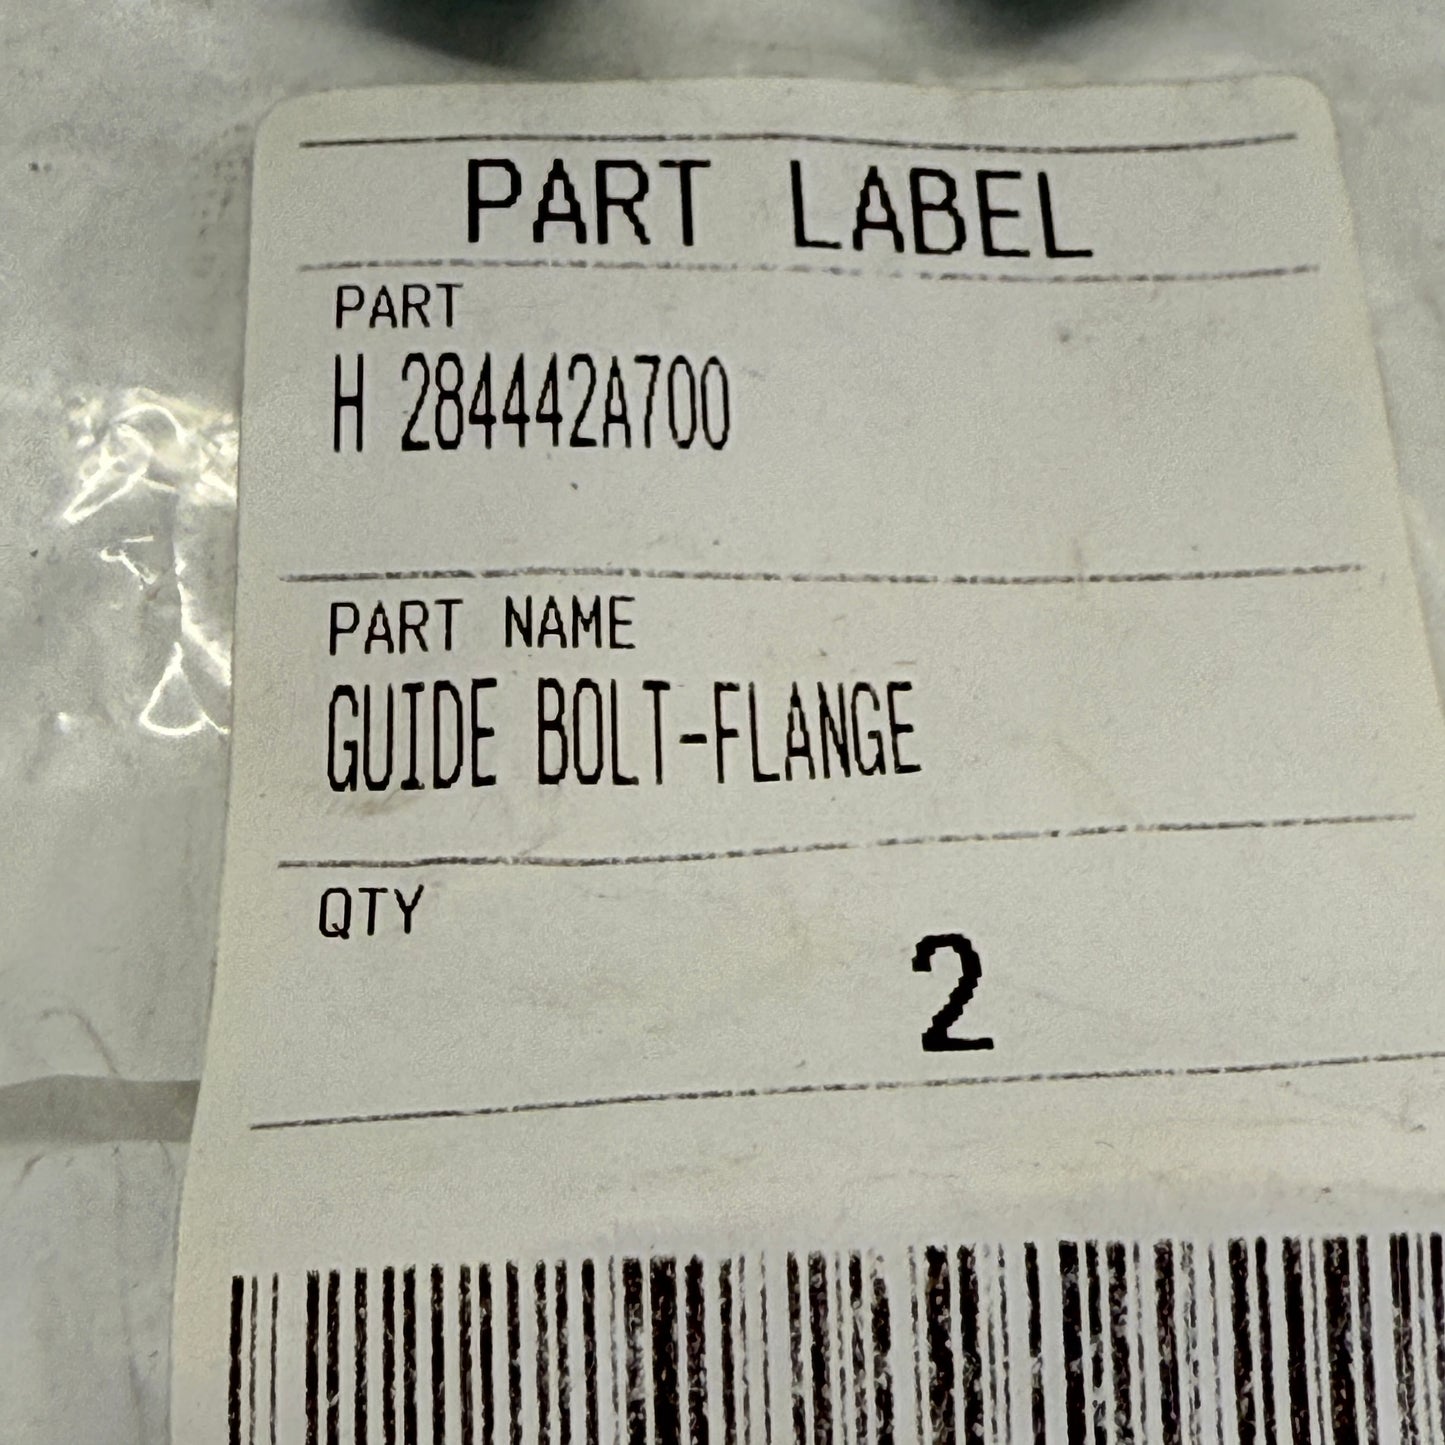 PART LABEL
PART
H 284442A700
PART NAME
GUIDE BOLT-FLANGE
QTY
2